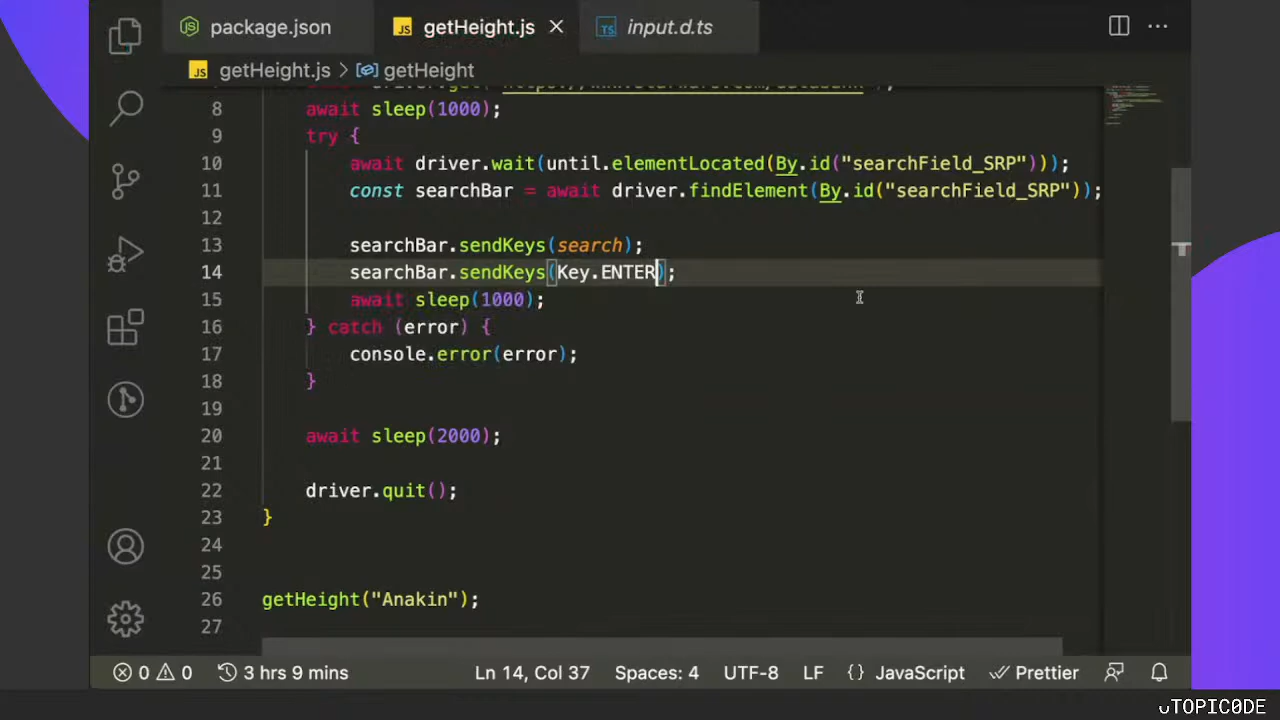 package.json
getHeight.js
input.d.ts
getHeight.js > getHeight
8 await sleep(1000);
9 try {
10 await driver.wait(until.elementLocated(By.id("searchField_SRP")));
11 const searchBar = await driver.findElement(By.id("searchField_SRP"));
12
13 searchBar.sendKeys(search);
14 searchBar.sendKeys(Key.ENTER);
15 await sleep(1000);
16 } catch (error) {
17 console.error(error);
18 }
19
20 await sleep(2000);
21
22 driver.quit();
23 }
24
25
26 getHeight("Anakin");
27
0 0 3 hrs 9 mins Ln 14, Col 37 Spaces: 4 UTF-8 LF {} JavaScript Prettier